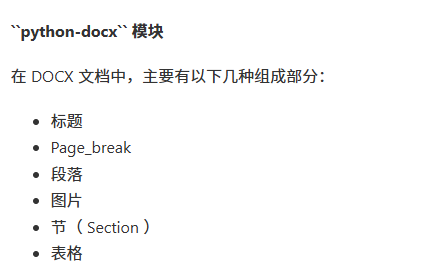 ``python-docx`` 模块
在 DOCX 文档中，主要有以下几种组成部分：
• 标题
• Page_break
• 段落
• 图片
• 节（ Section ）
• 表格